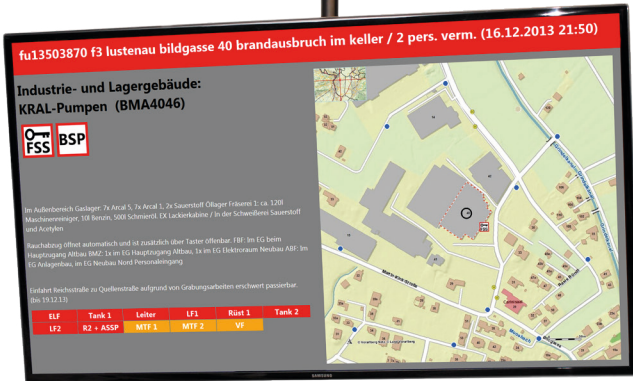 fu13503870 f3 lustenau bildgasse 40 brandausbruch im keller / 2 pers. verm. (16.12.2013 21:50)
Industrie- und Lagergebäude:
KRAL-Pumpen (BMA4046)
FSS BSP
Im Außenbereich Gaslager: 7x Arcal 5, 7x Arcal 1, 2x Sauerstoff Öllager Fräserei 1; ca. 120l
Maschinenreiniger, 10l Benzin, 500l Schmieröl. EX Lackierkabine / In der Schweißerei Sauerstoff
und Acetylen
Rauchabzug öffnet automatisch und ist zusätzlich über Taster öffenbar. FBF: Im EG beim
Hauptzugang Altbau BMZ: 1x im EG Hauptzugang Altbau, 1x im EG Elektroraum Neubau ABF: Im
EG Anlagenbau, im EG Neubau Nord Personaleingang
Einfahrt Reichsstraße zu Quellenstraße aufgrund von Grabungsarbeiten erschwert passierbar.
(bis 19.12.13)
ELF Tank 1 Leiter LF1 Rüst 1 Tank 2
LF2 R2 + ASSP MTF 1 MTF 2 VF
SAMSUNG